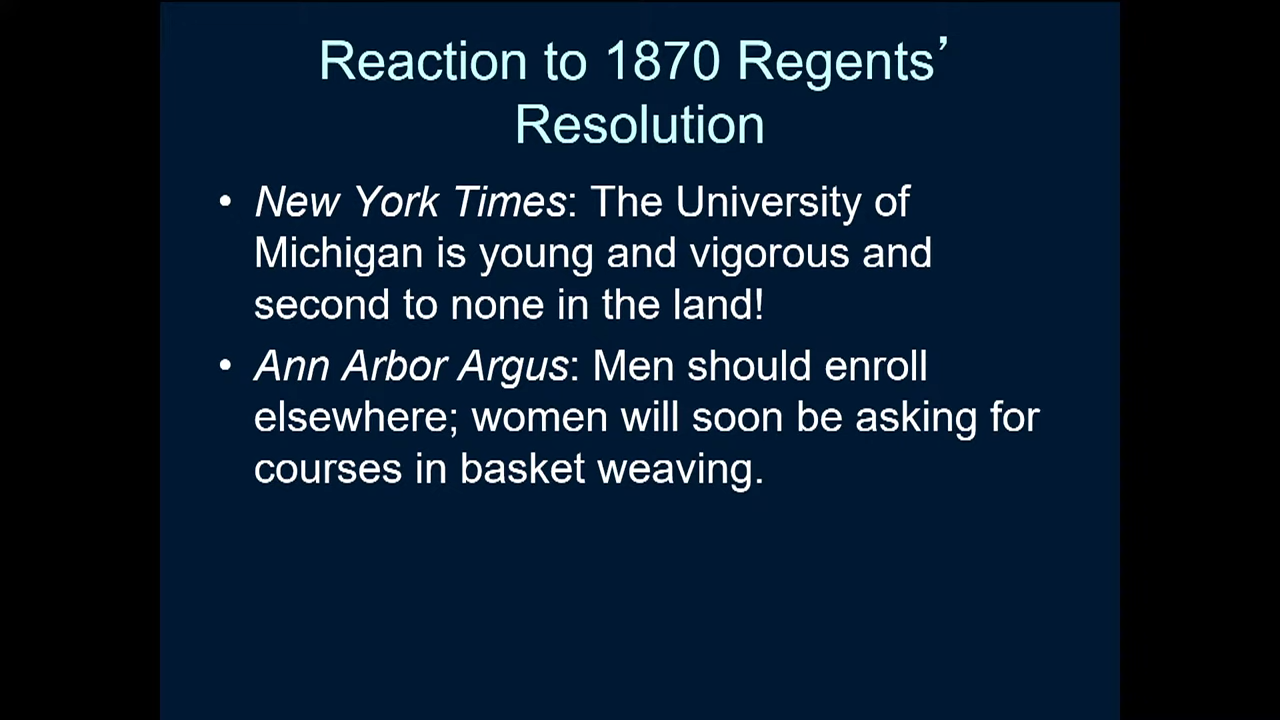 Reaction to 1870 Regents’
Resolution
• New York Times: The University of
Michigan is young and vigorous and
second to none in the land!
• Ann Arbor Argus: Men should enroll
elsewhere; women will soon be asking for
courses in basket weaving.